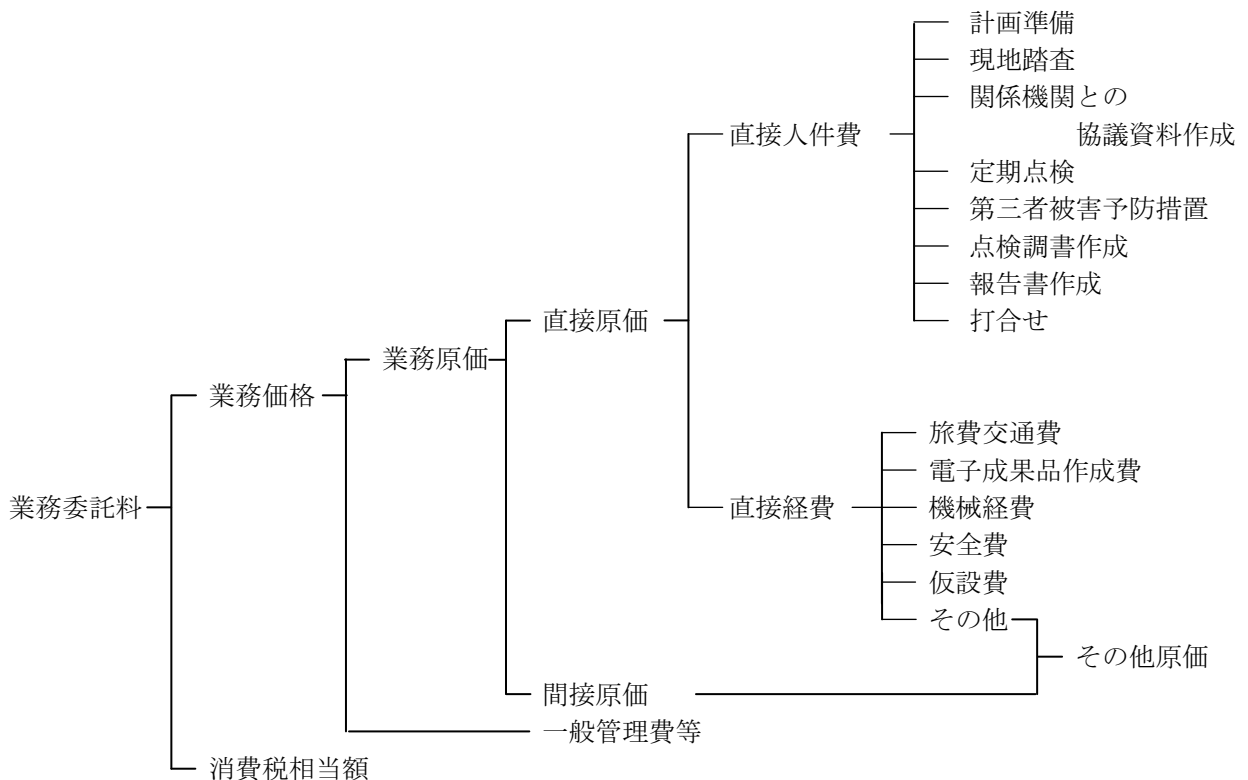 計画準備
現地踏査
関係機関との
協議資料作成
直接人件費
定期点検
第三者被害予防措置
点検調書作成
報告書作成
打合せ
直接原価
業務原価
業務価格
旅費交通費
電子成果品作成費
直接経費
機械経費
業務委託料
安全費
仮設費
その他
その他原価
間接原価
一般管理費等
消費税相当額